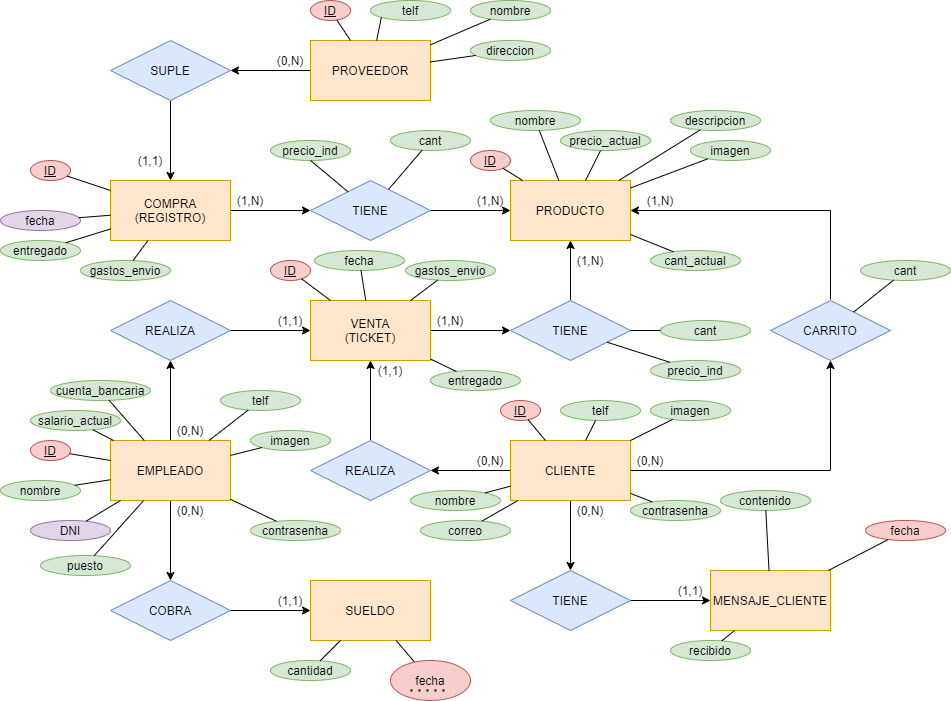 ID
telf
nombre
direccion
PROVEEDOR
(0,N)
SUPLE
(1,1)
ID
fecha
entregado
gastos_envio
COMPRA
(REGISTRO)
(1,N)
precio_ind
cant
TIENE
(1,N)
nombre
precio_actual
descripcion
imagen
ID
PRODUCTO
(1,N)
cant_actual
(1,N)
ID
fecha
gastos_envio
cant
REALIZA
(1,1)
VENTA
(TICKET)
(1,N)
TIENE
cant
CARRITO
precio_ind
(1,1)
entregado
cuenta_bancaria
salario_actual
ID
nombre
DNI
puesto
(0,N)
telf
imagen
EMPLEADO
(0,N)
contrasenha
REALIZA
(0,N)
ID
telf
imagen
CLIENTE
(0,N)
nombre
correo
contrasenha
(0,N)
contenido
fecha
COBRA
(1,1)
SUELDO
cantidad
fecha
TIENE
(1,1)
MENSAJE_CLIENTE
recibido